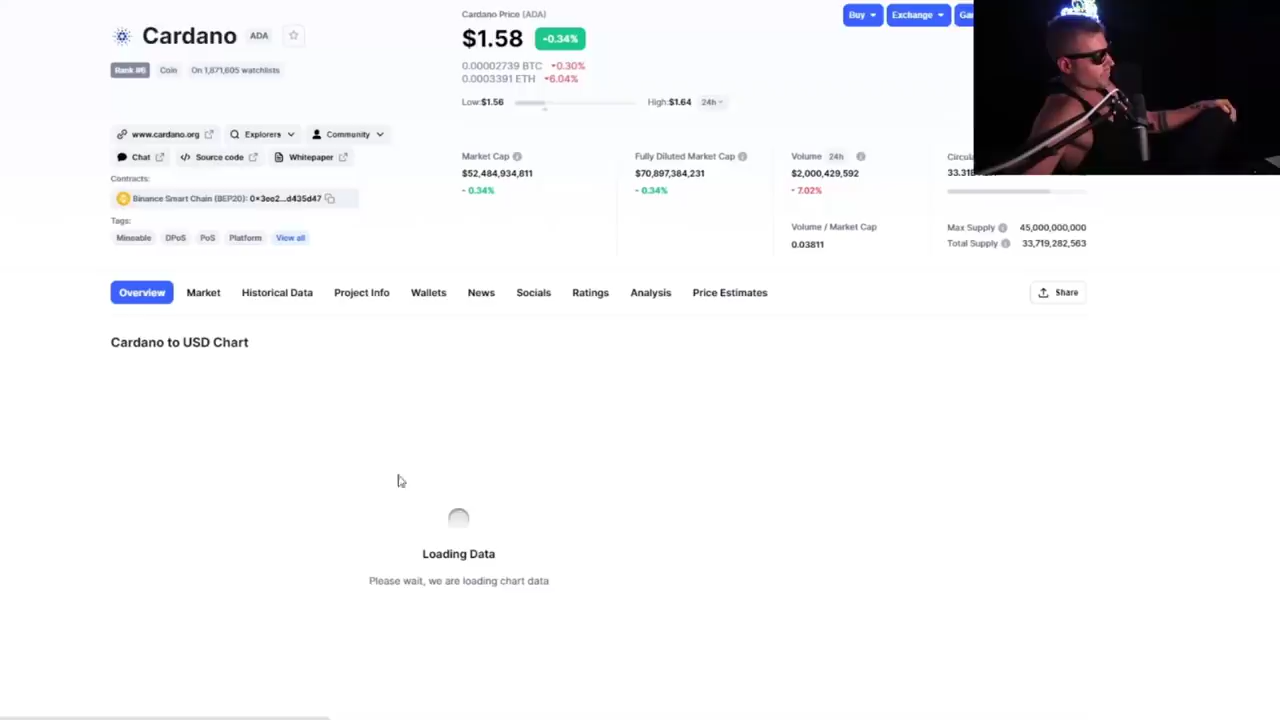 Cardano ADA
Rank #6 Coin On 1,871,605 watchlists
www.cardano.org Explorers Community
Chat Source code Whitepaper
Contracts:
Binance Smart Chain (BEP20): 0x3ee2...d435d47
Tags:
Mineable DPoS PoS Platform View all
Cardano Price (ADA)
$1.58 -0.34%
0.00002739 BTC 0.30%
0.0003391 ETH 6.04%
Low:$1.56 High:$1.64 24h
Buy Exchange
Market Cap
$52,484,934,811
- 0.34%
Fully Diluted Market Cap
$70,897,384,231
- 0.34%
Volume 24h
$2,000,429,592
- 7.02%
Volume / Market Cap
0.03811
Max Supply 45,000,000,000
Total Supply 33,719,282,563
Overview Market Historical Data Project Info Wallets News Socials Ratings Analysis Price Estimates Share
Cardano to USD Chart
Loading Data
Please wait, we are loading chart data